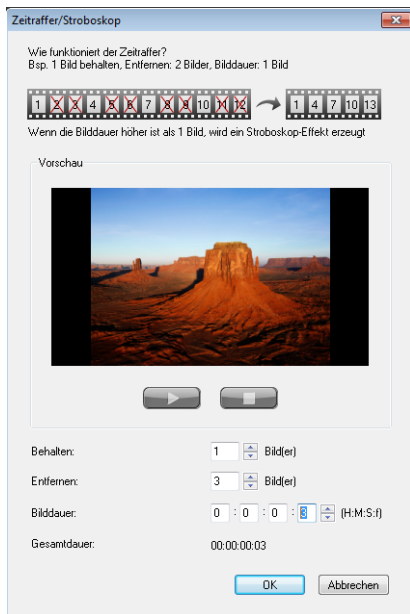 Zeitraffer/Stroboskop
Wie funktioniert der Zeitraffer?
Bsp. 1 Bild behalten, Entfernen: 2 Bilder, Bilddauer: 1 Bild
1 2 3 4 5 6 7 8 9 10 11 12 1 4 7 10 13
Wenn die Bilddauer höher ist als 1 Bild, wird ein Stroboskop-Effekt erzeugt
Vorschau
Behalten: 1 Bild(er)
Entfernen: 3 Bild(er)
Bilddauer: 0 : 0 : 0 : 3 (H:M:S:f)
Gesamtdauer: 00:00:00:03
OK Abbrechen